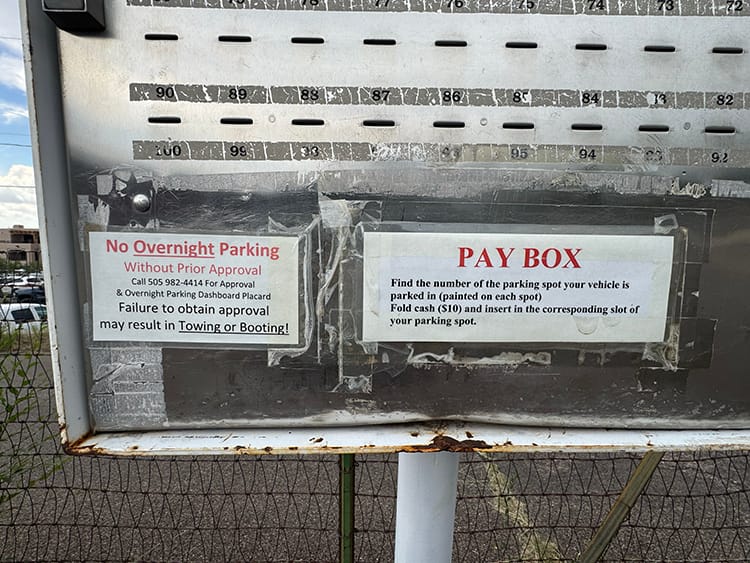 76 75 74 73 72
90 89 88 87 86 84 82
99 95 94 92
No Overnight Parking
Without Prior Approval
Call 505 982-4414 For Approval
& Overnight Parking Dashboard Placard
Failure to obtain approval
may result in Towing or Booting!
PAY BOX
Find the number of the parking spot your vehicle is
parked in (painted on each spot)
Fold cash ($10) and insert in the corresponding slot of
your parking spot.